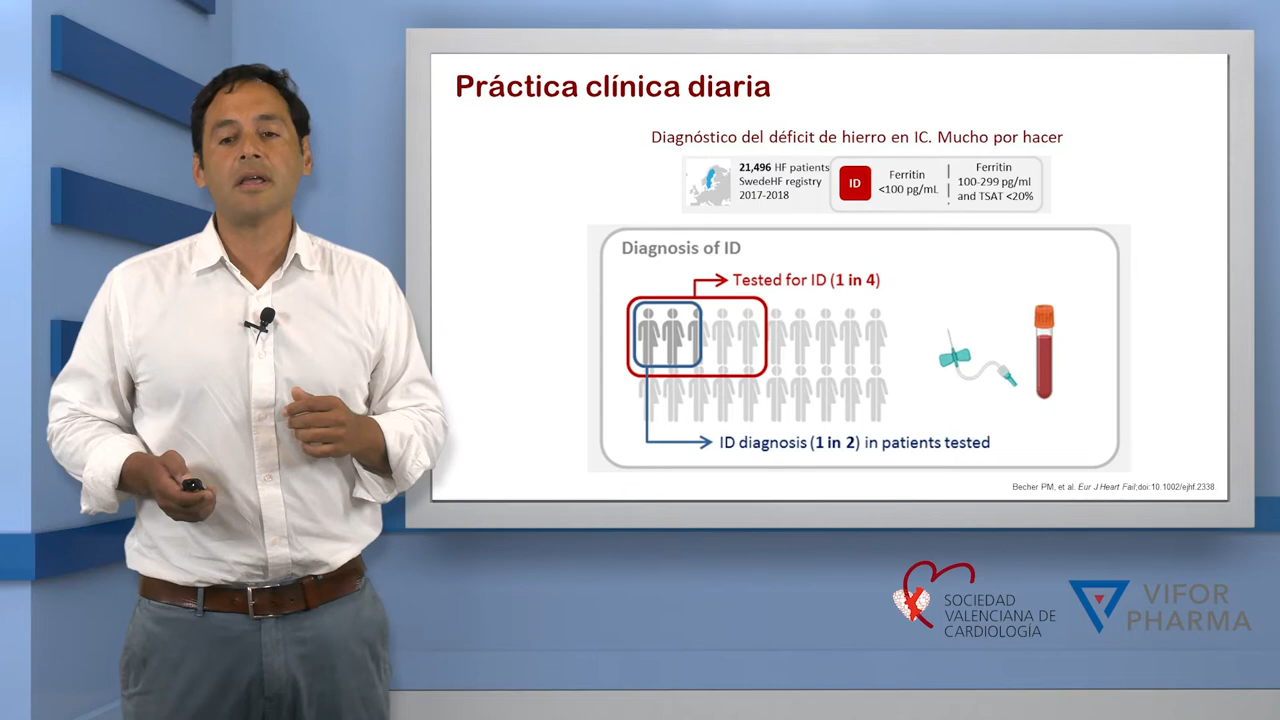 Práctica clínica diaria
Diagnóstico del déficit de hierro en IC. Mucho por hacer
21,496 HF patients
SwedeHF registry
2017-2018
ID
Ferritin
<100 pg/mL
Ferritin
100-299 pg/ml
and TSAT <20%
Diagnosis of ID
Tested for ID (1 in 4)
ID diagnosis (1 in 2) in patients tested
Becher PM, et al. Eur J Heart Fail;doi:10.1002/ejhf.2338.
SOCIEDAD
VALENCIANA DE
CARDIOLOGÍA
VIFOR
PHARMA